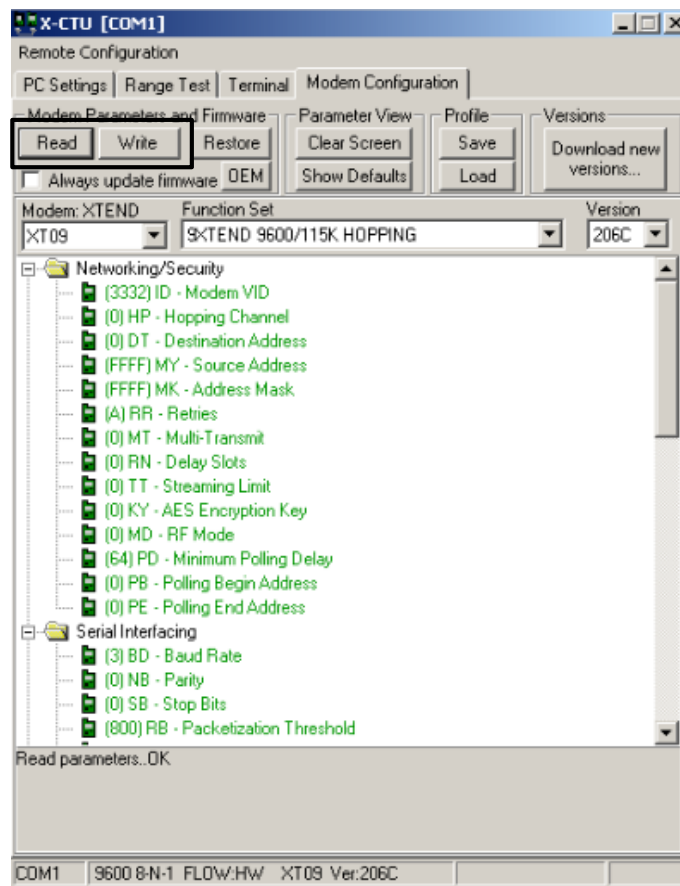 X-CTU [COM1]
Remote Configuration
PC Settings Range Test Terminal Modem Configuration
Modem Parameters and Firmware Parameter View Profile Versions
Read Write Restore Clear Screen Save Download new versions...
Always update firmware OEM Show Defaults Load
Modem: XTEND Function Set Version
XT09 9XTEND 9600/115K HOPPING 206C
Networking/Security
(3332) ID - Modem VID
(0) HP - Hopping Channel
(0) DT - Destination Address
(FFFF) MY - Source Address
(FFFF) MK - Address Mask
(A) RR - Retries
(0) MT - Multi-Transmit
(0) RN - Delay Slots
(0) TT - Streaming Limit
(0) KY - AES Encryption Key
(0) MD - RF Mode
(64) PD - Minimum Polling Delay
(0) PB - Polling Begin Address
(0) PE - Polling End Address
Serial Interfacing
(3) BD - Baud Rate
(0) NB - Parity
(0) SB - Stop Bits
(800) RB - Packetization Threshold
Read parameters..OK
COM1 9600 8-N-1 FLOW:HW XT09 Ver:206C